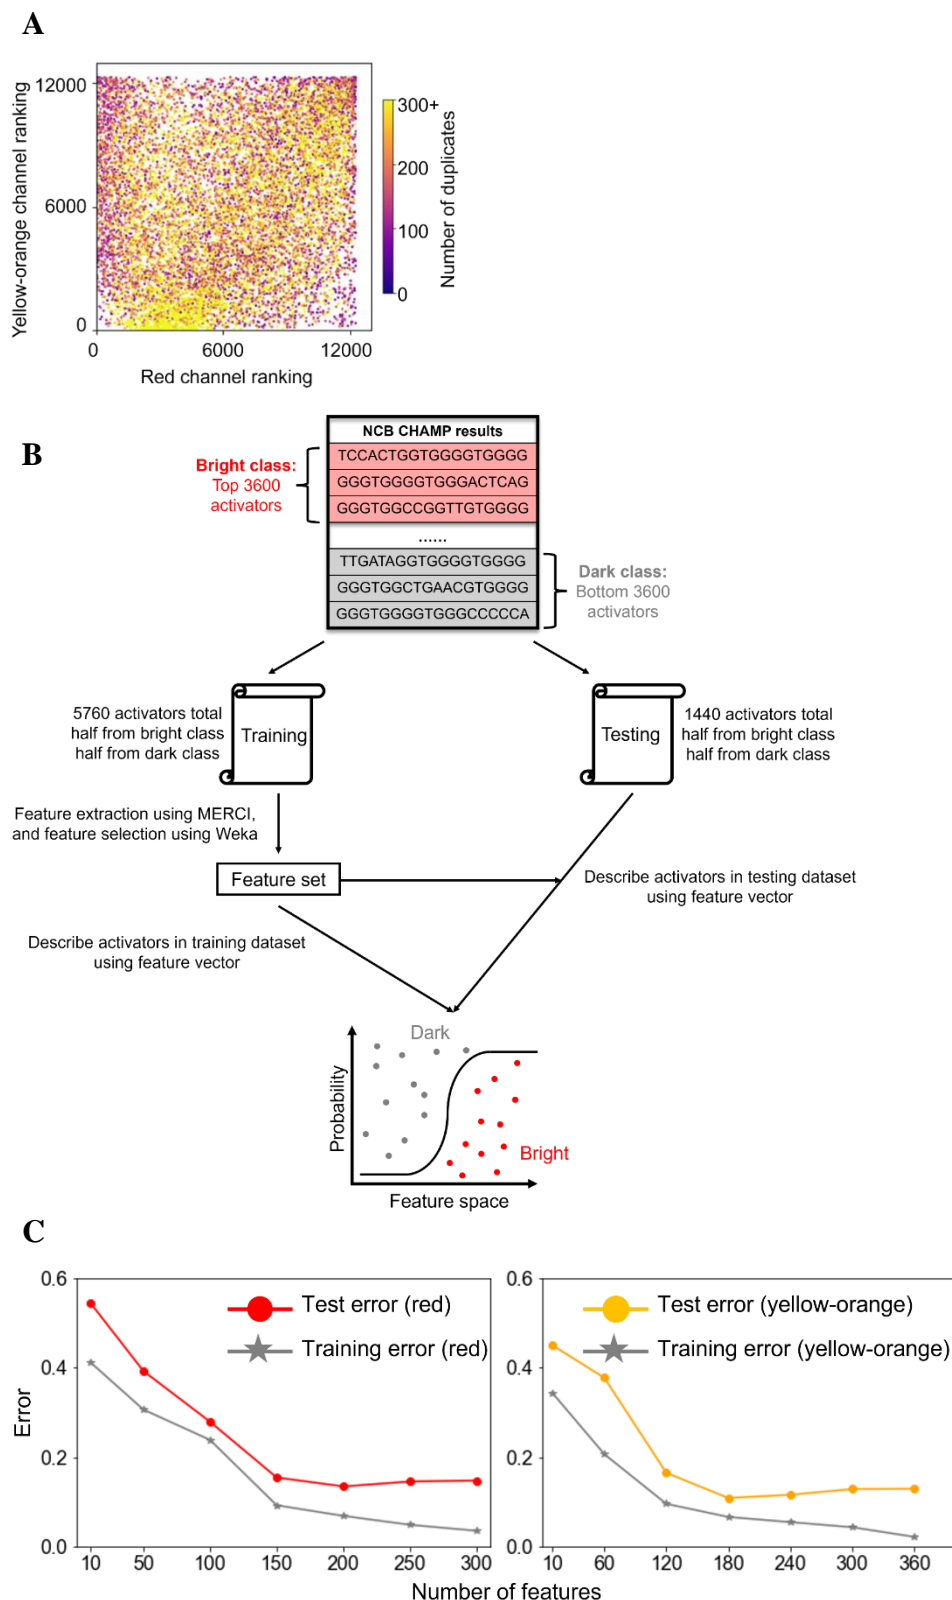 A
12000
6000
0
Yellow-orange channel ranking
0
6000
12000
Red channel ranking
300+
200
100
0
Number of duplicates
B
NCB CHAMP results
TCCACTGGTGGGGTGGGG
GGGTGGGGTGGGACTCAG
GGGTGGCCGGTTGTGGGG
......
TTGATAGGTGGGGTGGGG
GGGTGGCTGAACGTGGGG
GGGTGGGGTGGGCCCCCA
Bright class:
Top 3600
activators
Dark class:
Bottom 3600
activators
5760 activators total
half from bright class
half from dark class
Training
Testing
1440 activators total
half from bright class
half from dark class
Feature extraction using MERCI,
and feature selection using Weka
Feature set
Describe activators in testing dataset
using feature vector
Describe activators in training dataset
using feature vector
Dark
Bright
Probability
Feature space
C
0.6
0.4
0.2
0.0
Error
Test error (red)
Training error (red)
10 50 100 150 200 250 300
0.6
0.4
0.2
0.0
Test error (yellow-orange)
Training error (yellow-orange)
10 60 120 180 240 300 360
Number of features